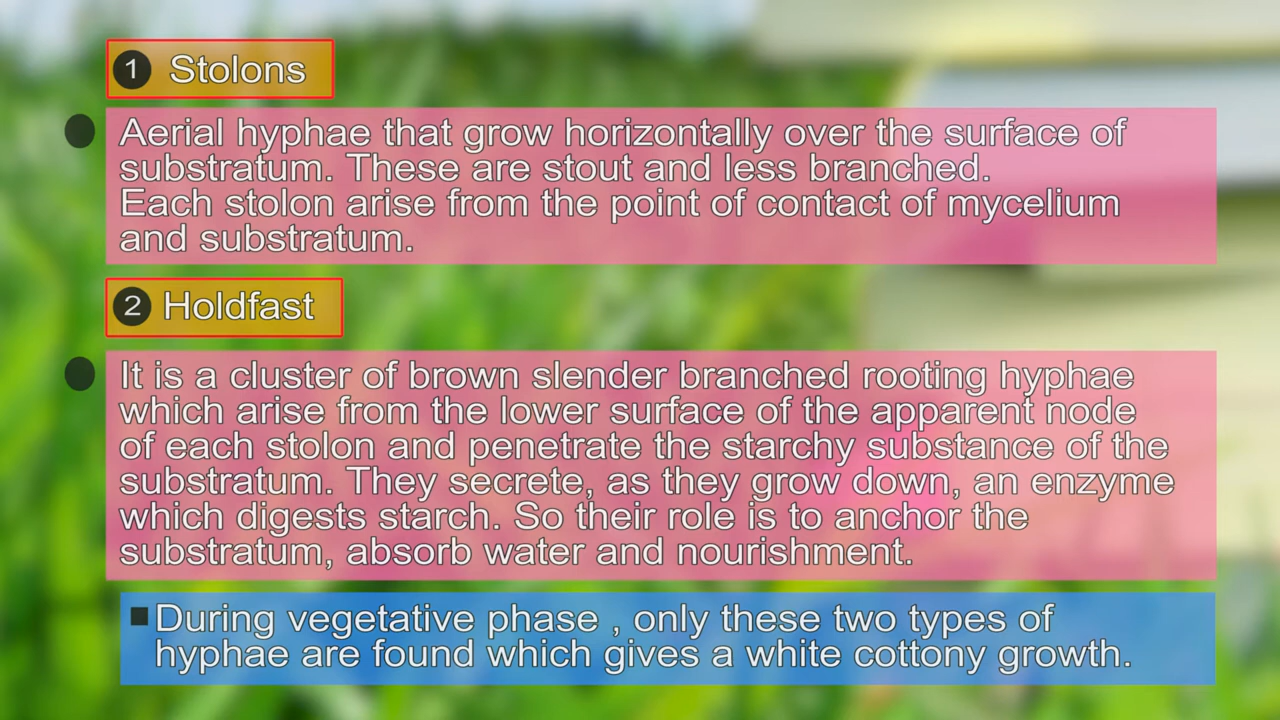 1 Stolons
Aerial hyphae that grow horizontally over the surface of
substratum. These are stout and less branched.
Each stolon arise from the point of contact of mycelium
and substratum.
2 Holdfast
It is a cluster of brown slender branched rooting hyphae
which arise from the lower surface of the apparent node
of each stolon and penetrate the starchy substance of the
substratum. They secrete, as they grow down, an enzyme
which digests starch. So their role is to anchor the
substratum, absorb water and nourishment.
During vegetative phase , only these two types of
hyphae are found which gives a white cottony growth.